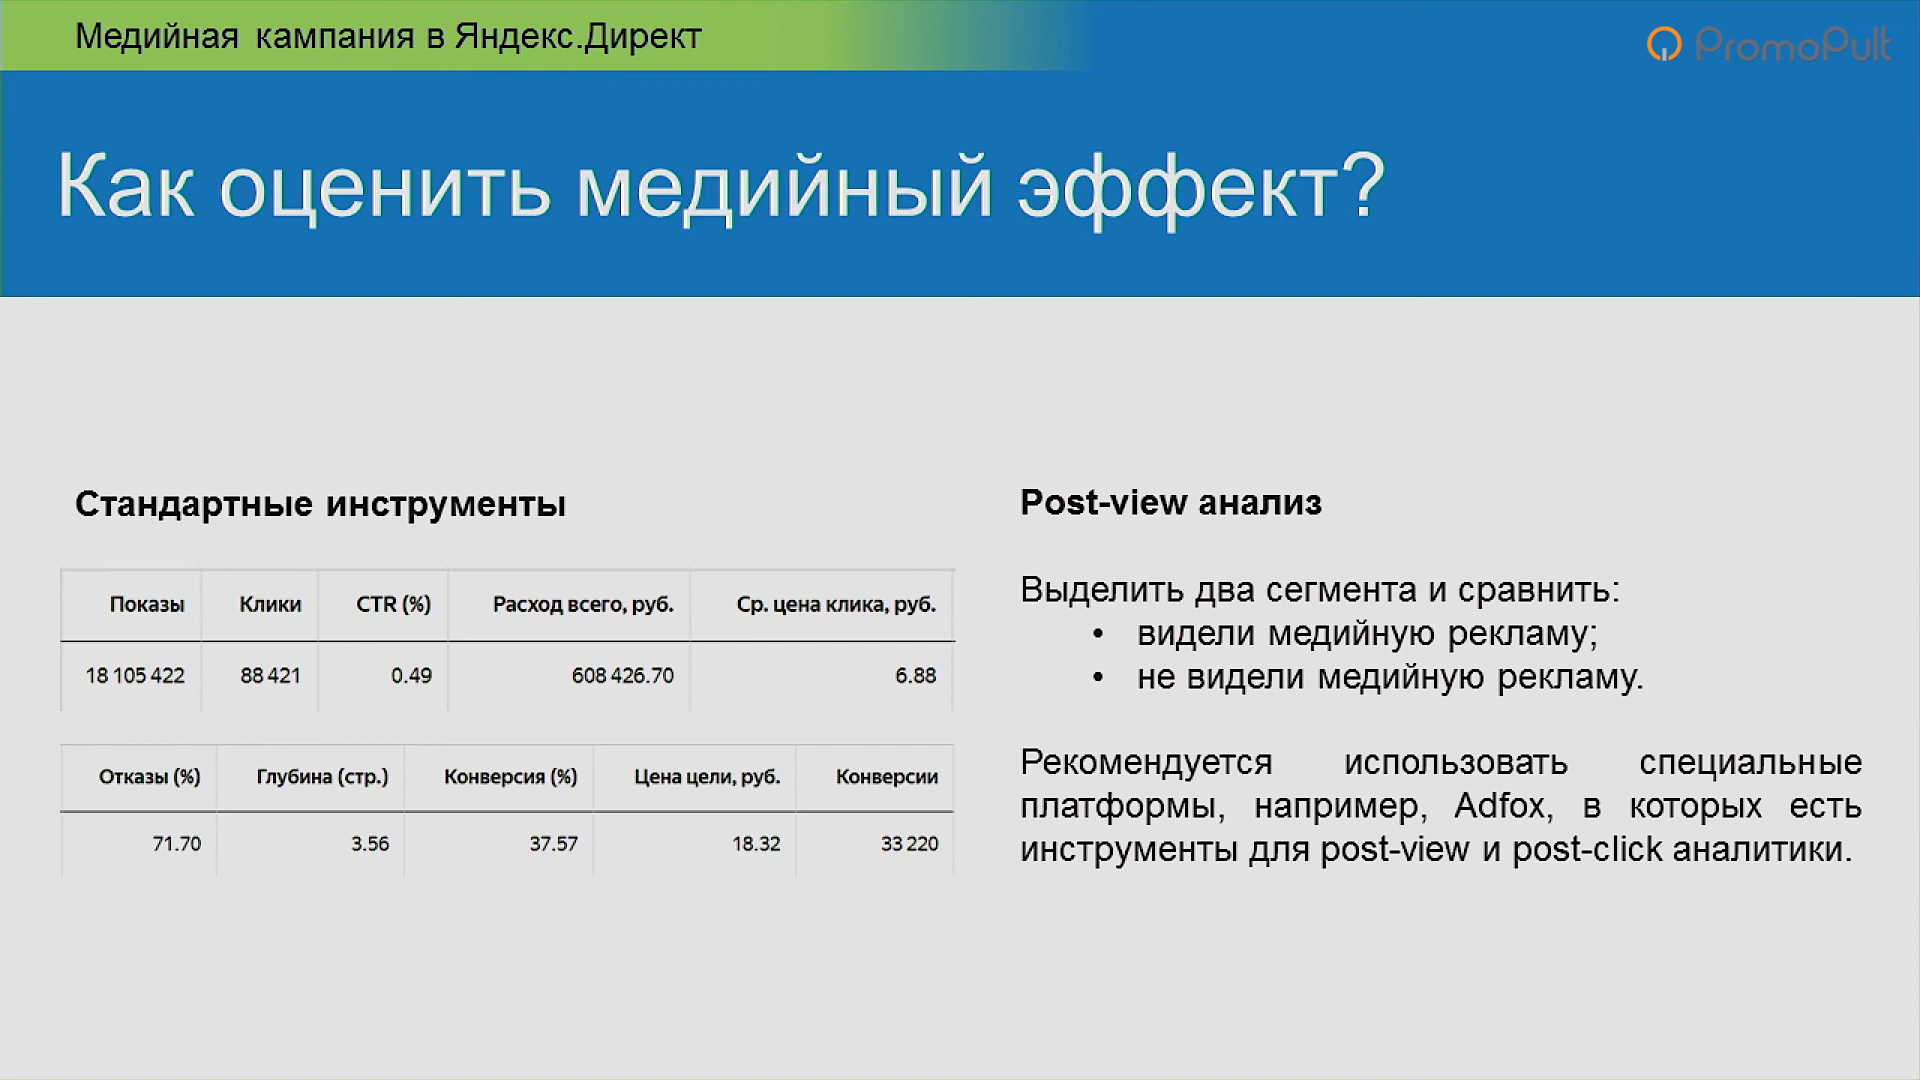 Медийная кампания в Яндекс.Директ
PromoPult
Как оценить медийный эффект?
Стандартные инструменты
Показы Клики CTR (%) Расход всего, руб. Ср. цена клика, руб.
18 105 422 88 421 0.49 608 426.70 6.88
Отказы (%) Глубина (стр.) Конверсия (%) Цена цели, руб. Конверсии
71.70 3.56 37.57 18.32 33 220
Post-view анализ
Выделить два сегмента и сравнить:
• видели медийную рекламу;
• не видели медийную рекламу.
Рекомендуется использовать специальные
платформы, например, Adfox, в которых есть
инструменты для post-view и post-click аналитики.